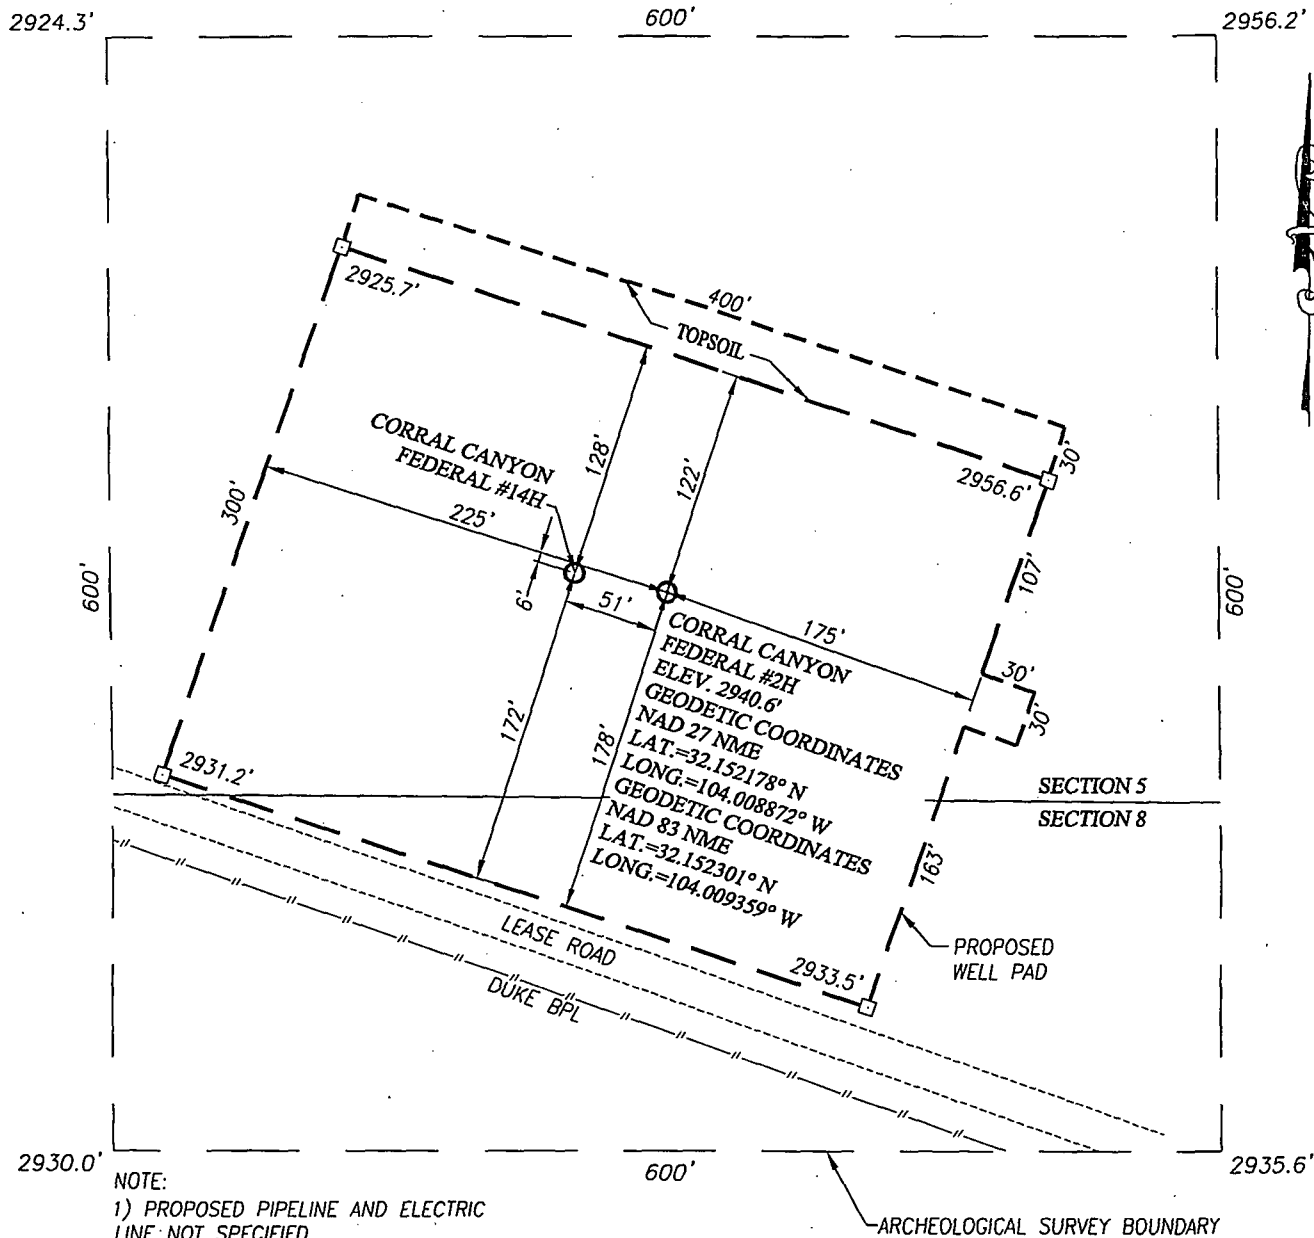 2924.3'
600'
2956.2'
2925.7'
400'
TOPSOIL
CORRAL CANYON
FEDERAL #14H
128'
122'
2956.6'
30'
300'
225'
107'
600'
6'
51'
175'
600'
30'
30'
CORRAL CANYON
FEDERAL #2H
ELEV. 2940.6'
GEODETIC COORDINATES
NAD 27 NME
LAT.=32.152178° N
LONG.=104.008872° W
GEODETIC COORDINATES
NAD 83 NME
LAT.=32.152301° N
LONG.=104.009359° W
172'
178'
2931.2'
SECTION 5
SECTION 8
163'
LEASE ROAD
PROPOSED
WELL PAD
2933.5'
DUKE BPL
2930.0'
600'
2935.6'
NOTE:
1) PROPOSED PIPELINE AND ELECTRIC
LINE NOT SPECIFIED
ARCHEOLOGICAL SURVEY BOUNDARY